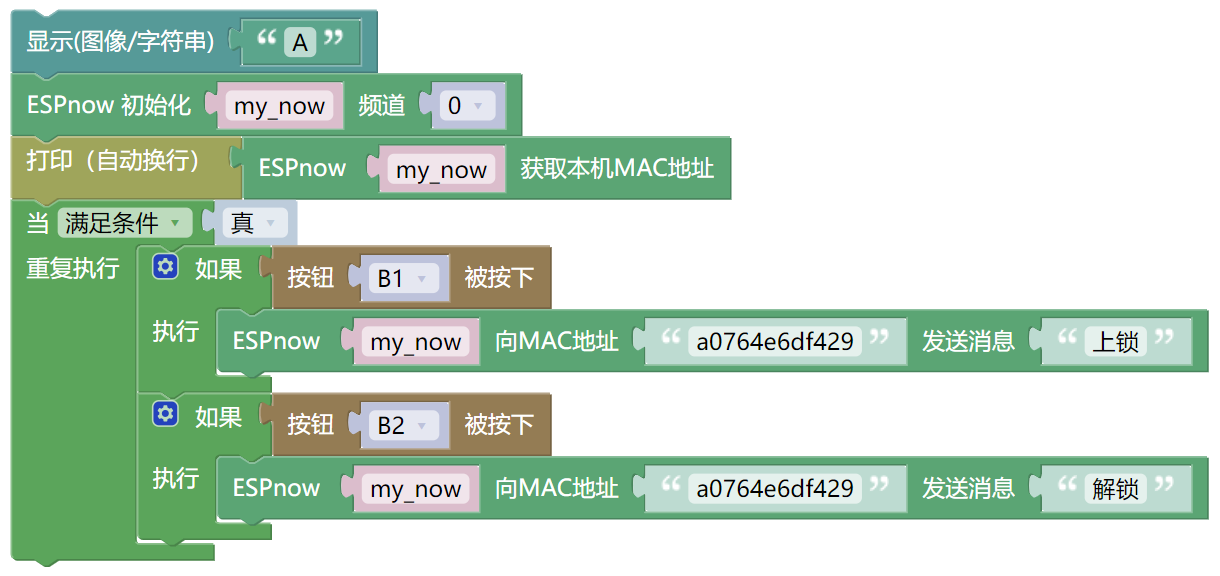 显示(图像/字符串) “ A ”
ESPnow 初始化 my_now 频道 0
打印（自动换行） ESPnow my_now 获取本机MAC地址
当 满足条件 真
重复执行 如果 按钮 B1 被按下
执行 ESPnow my_now 向MAC地址 “ a0764e6df429 ” 发送消息 “ 上锁 ”
如果 按钮 B2 被按下
执行 ESPnow my_now 向MAC地址 “ a0764e6df429 ” 发送消息 “ 解锁 ”